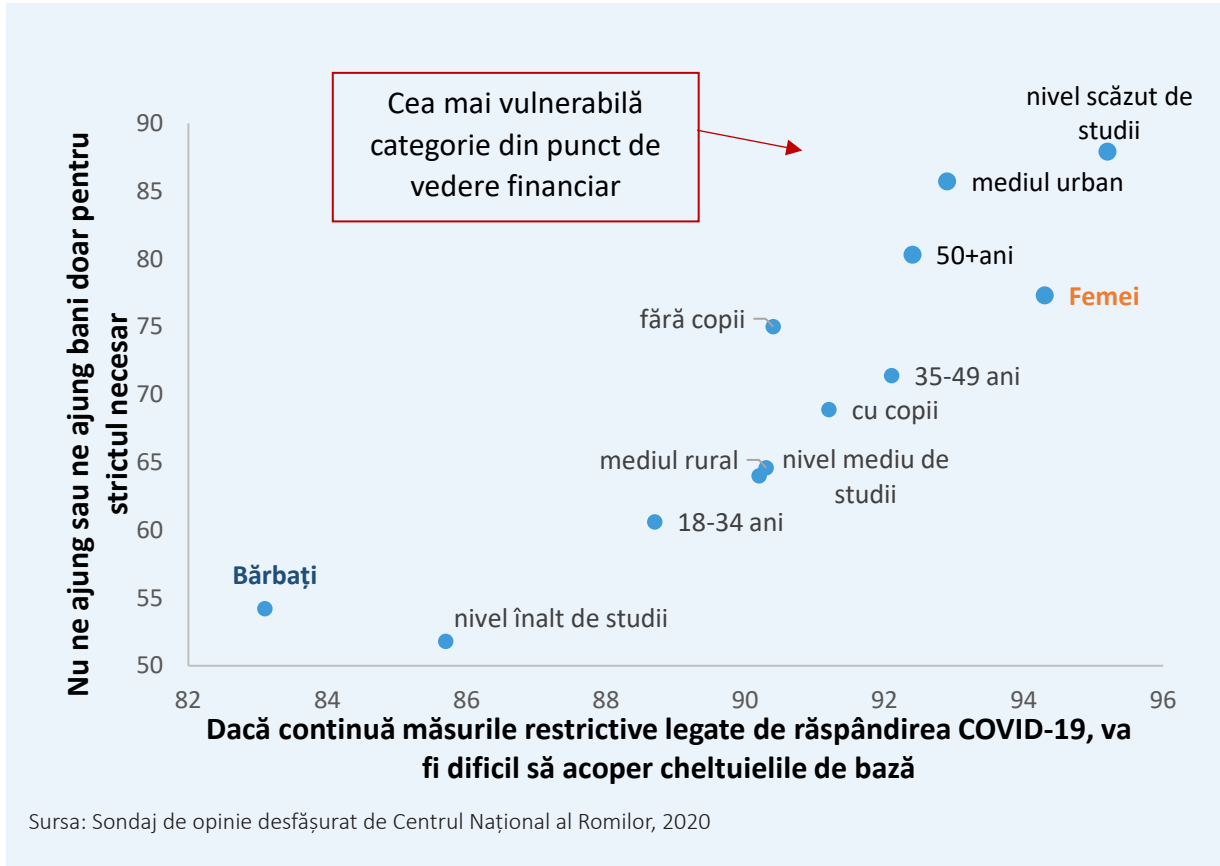 Cea mai vulnerabilă
categorie din punct de
vedere financiar
nivel scăzut de
studii
mediul urban
50+ani
Femei
fără copii
35-49 ani
cu copii
mediul rural
nivel mediu de
studii
18-34 ani
Bărbați
nivel înalt de studii
Nu ne ajung sau ne ajung bani doar pentru
strictul necesar
90
85
80
75
70
65
60
55
50
82
84
86
88
90
92
94
96
Dacă continuă măsurile restrictive legate de răspândirea COVID-19, va
fi dificil să acoper cheltuielile de bază
Sursa: Sondaj de opinie desfășurat de Centrul Național al Romilor, 2020